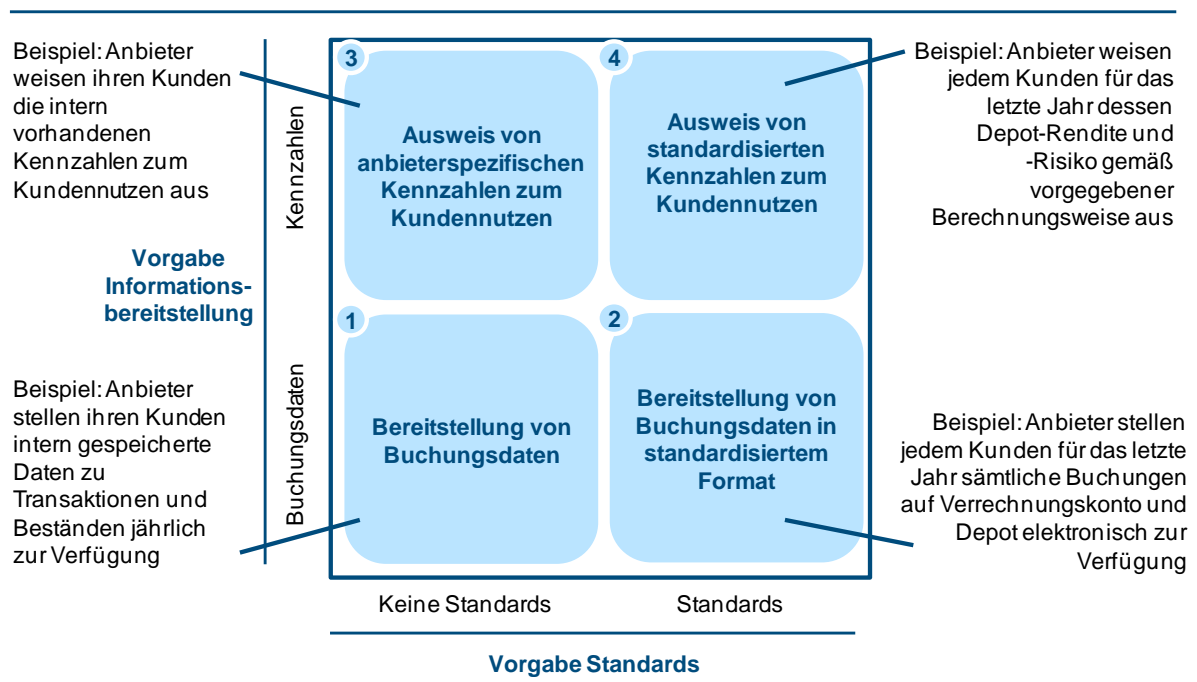 Beispiel: Anbieter
weisen ihren Kunden
die intern
vorhandenen
Kennzahlen zum
Kundennutzen aus
3
Ausweis von
anbieterspezifischen
Kennzahlen zum
Kundennutzen
4
Ausweis von
standardisierten
Kennzahlen zum
Kundennutzen
Beispiel: Anbieter weisen
jedem Kunden für das
letzte Jahr dessen
Depot-Rendite und
-Risiko gemäß
vorgegebener
Berechnungsweise aus
Kennzahlen
Vorgabe
Informations-
bereitstellung
Beispiel: Anbieter
stellen ihren Kunden
intern gespeicherte
Daten zu
Transaktionen und
Beständen jährlich
zur Verfügung
Buchungsdaten
1
Bereitstellung von
Buchungsdaten
2
Bereitstellung von
Buchungsdaten in
standardisiertem
Format
Beispiel: Anbieter stellen
jedem Kunden für das letzte
Jahr sämtliche Buchungen
auf Verrechnungskonto und
Depot elektronisch zur
Verfügung
Keine Standards
Standards
Vorgabe Standards